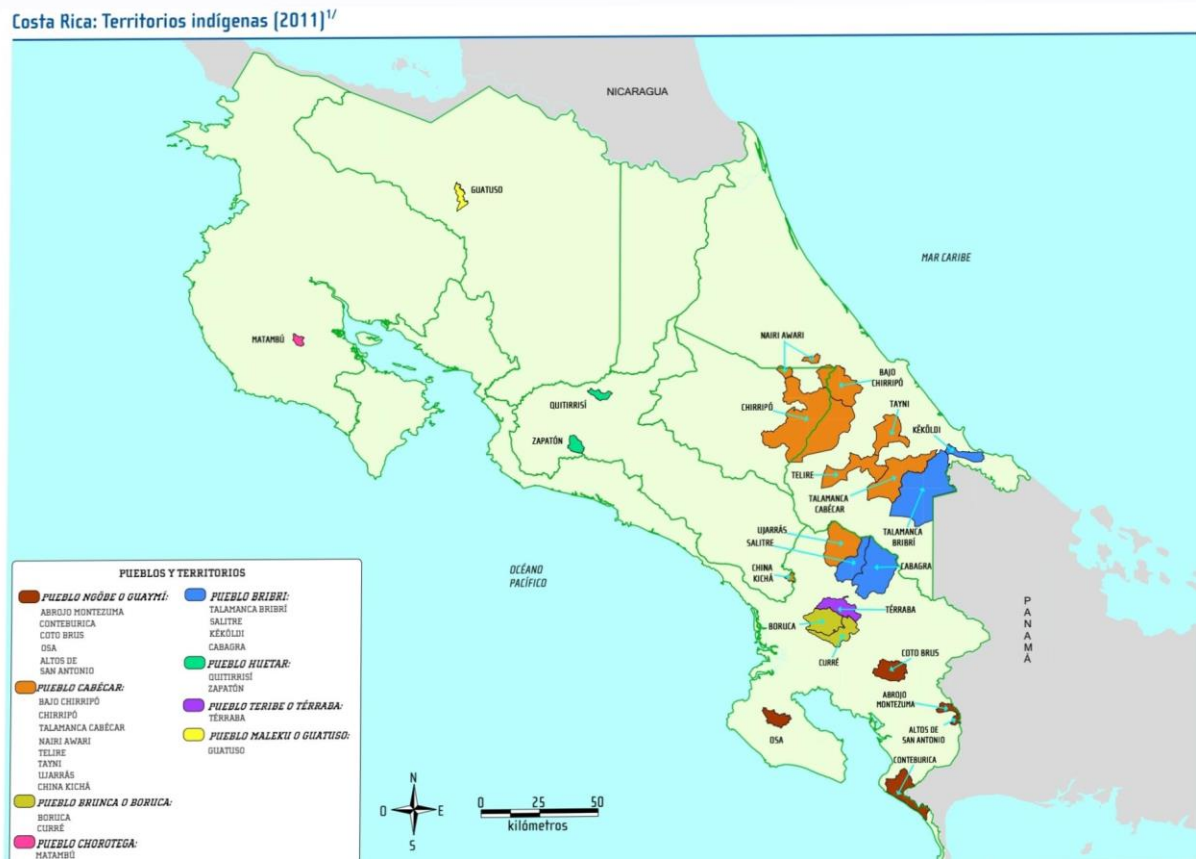 Costa Rica: Territorios indígenas (2011)1/
NICARAGUA
GUATUSO
MAR CARIBE
MATAMBÚ
NAIRI AWARI
BAJO
CHIRRIPÓ
QUITIRRISÍ
CHIRRIPÓ
TAYNI
ZAPATÓN
KÉKÖLDI
TELIRE
TALAMANCA
CABÉCAR
UJARRÁS
SALITRE
TALAMANCA
BRIBRÍ
CHINA
KICHÁ
CABAGRA
OCÉANO
PACÍFICO
TÉRRABA
BORUCA
PANAMÁ
CURRÉ
COTO BRUS
ABROJO
MONTEZUMA
OSA
ALTOS DE
SAN ANTONIO
CONTEBURICA
PUEBLOS Y TERRITORIOS
PUEBLO NGÖBE O GUAYMÍ:
ABROJO MONTEZUMA
CONTEBURICA
COTO BRUS
OSA
ALTOS DE
SAN ANTONIO
PUEBLO CABÉCAR:
BAJO CHIRRIPÓ
CHIRRIPÓ
TALAMANCA CABÉCAR
NAIRI AWARI
TELIRE
TAYNI
UJARRÁS
CHINA KICHÁ
PUEBLO BRUNCA O BORUCA:
BORUCA
CURRÉ
PUEBLO CHOROTEGA:
MATAMBÚ
PUEBLO BRIBRI:
TALAMANCA BRIBRÍ
SALITRE
KÉKÖLDI
CABAGRA
PUEBLO HUETAR:
QUITIRRISÍ
ZAPATÓN
PUEBLO TERIBE O TÉRRABA:
TÉRRABA
PUEBLO MALEKU O GUATUSO:
GUATUSO
N
O E
S
0 25 50
kilómetros